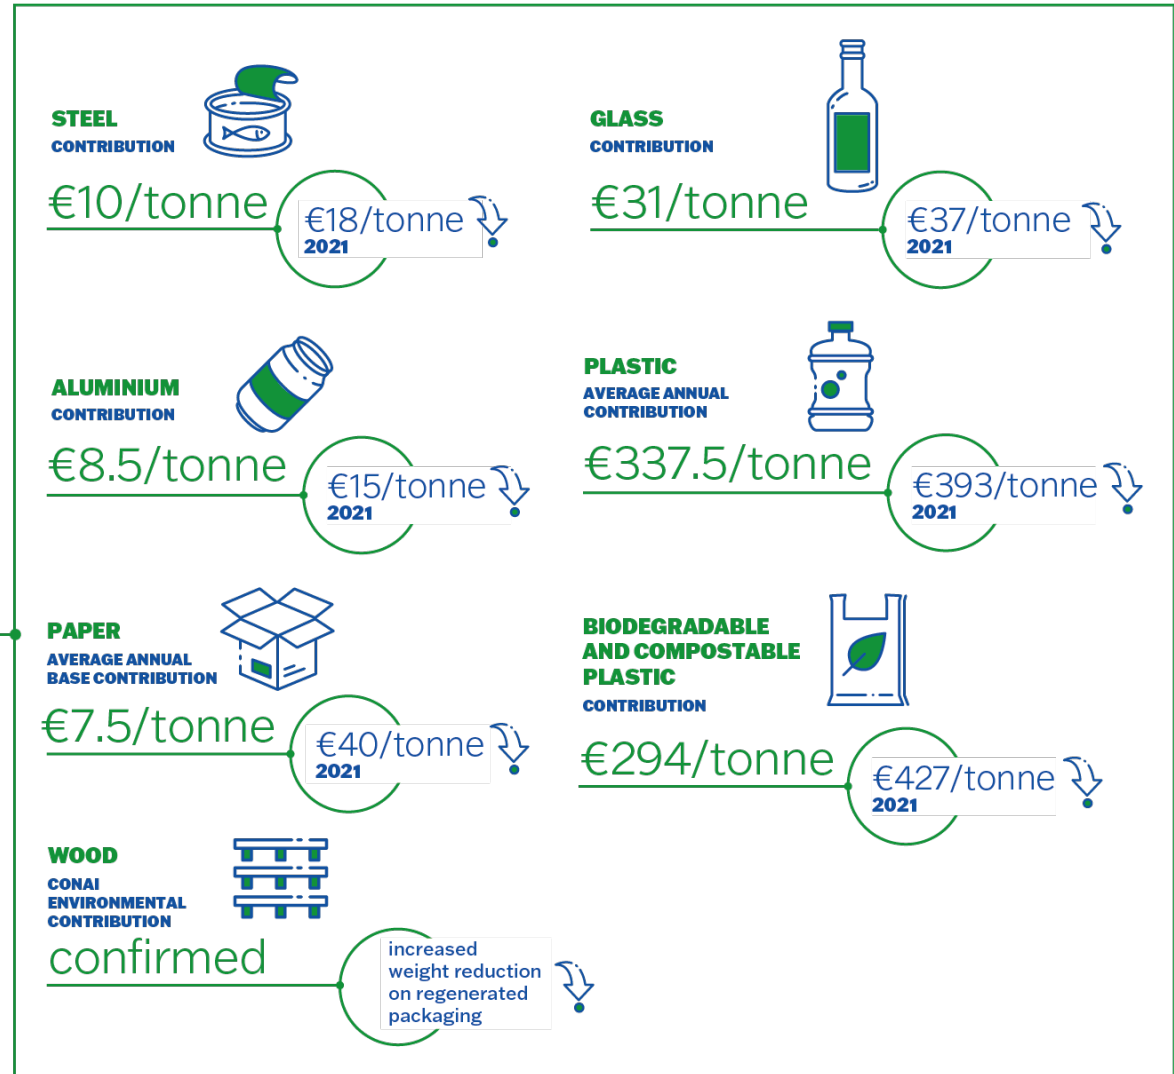 STEEL
CONTRIBUTION
€10/tonne
€18/tonne
2021
GLASS
CONTRIBUTION
€31/tonne
€37/tonne
2021
ALUMINIUM
CONTRIBUTION
€8.5/tonne
€15/tonne
2021
PLASTIC
AVERAGE ANNUAL
CONTRIBUTION
€337.5/tonne
€393/tonne
2021
PAPER
AVERAGE ANNUAL
BASE CONTRIBUTION
€7.5/tonne
€40/tonne
2021
BIODEGRADABLE
AND COMPOSTABLE
PLASTIC
CONTRIBUTION
€294/tonne
€427/tonne
2021
WOOD
CONAI
ENVIRONMENTAL
CONTRIBUTION
confirmed
increased
weight reduction
on regenerated
packaging